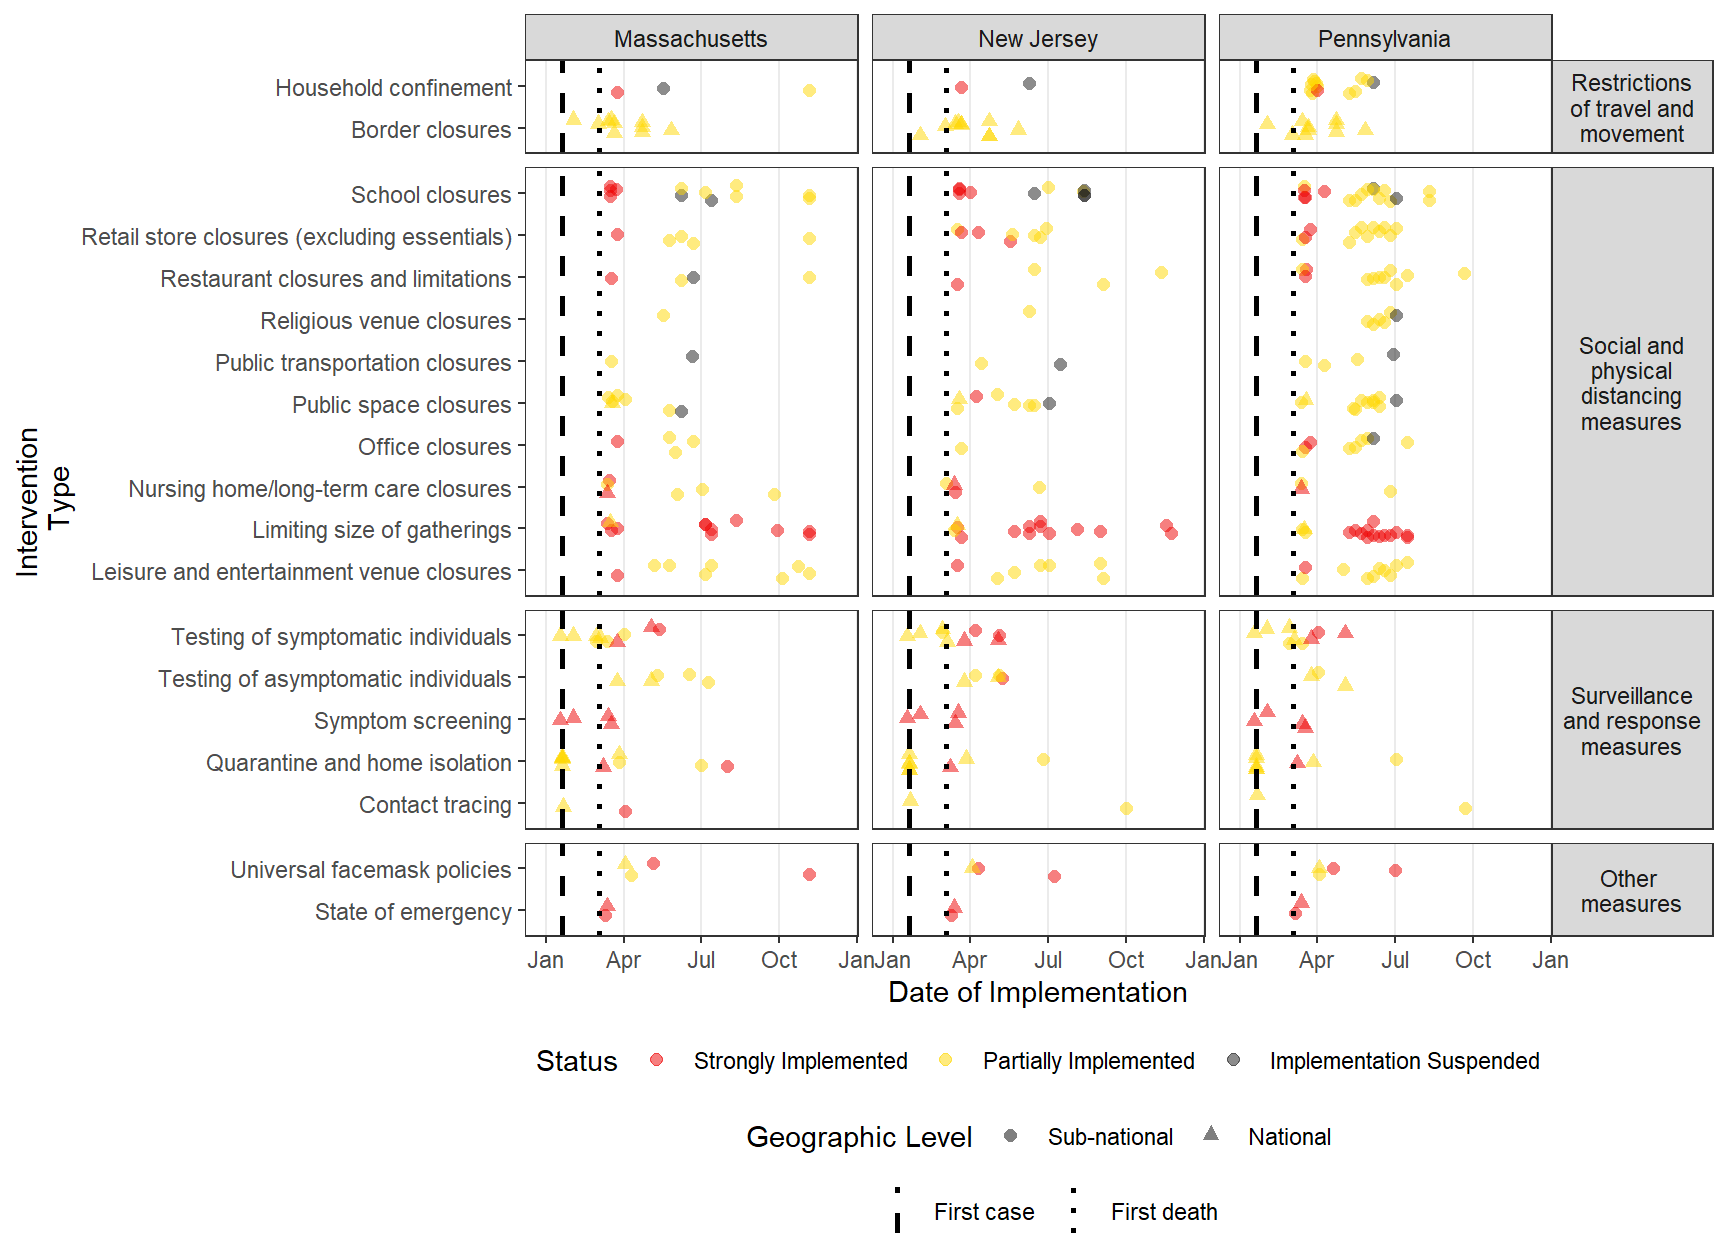 Massachusetts
New Jersey
Pennsylvania
Household confinement
Border closures
Restrictions
of travel and
movement
School closures
Retail store closures (excluding essentials)
Restaurant closures and limitations
Religious venue closures
Public transportation closures
Public space closures
Office closures
Nursing home/long-term care closures
Limiting size of gatherings
Leisure and entertainment venue closures
Social and
physical
distancing
measures
Intervention
Type
Testing of symptomatic individuals
Testing of asymptomatic individuals
Symptom screening
Quarantine and home isolation
Contact tracing
Surveillance
and response
measures
Universal facemask policies
State of emergency
Other
measures
Jan Apr Jul Oct Jan
Jan Apr Jul Oct Jan
Jan Apr Jul Oct Jan
Date of Implementation
Status Strongly Implemented Partially Implemented Implementation Suspended
Geographic Level Sub-national National
First case First death